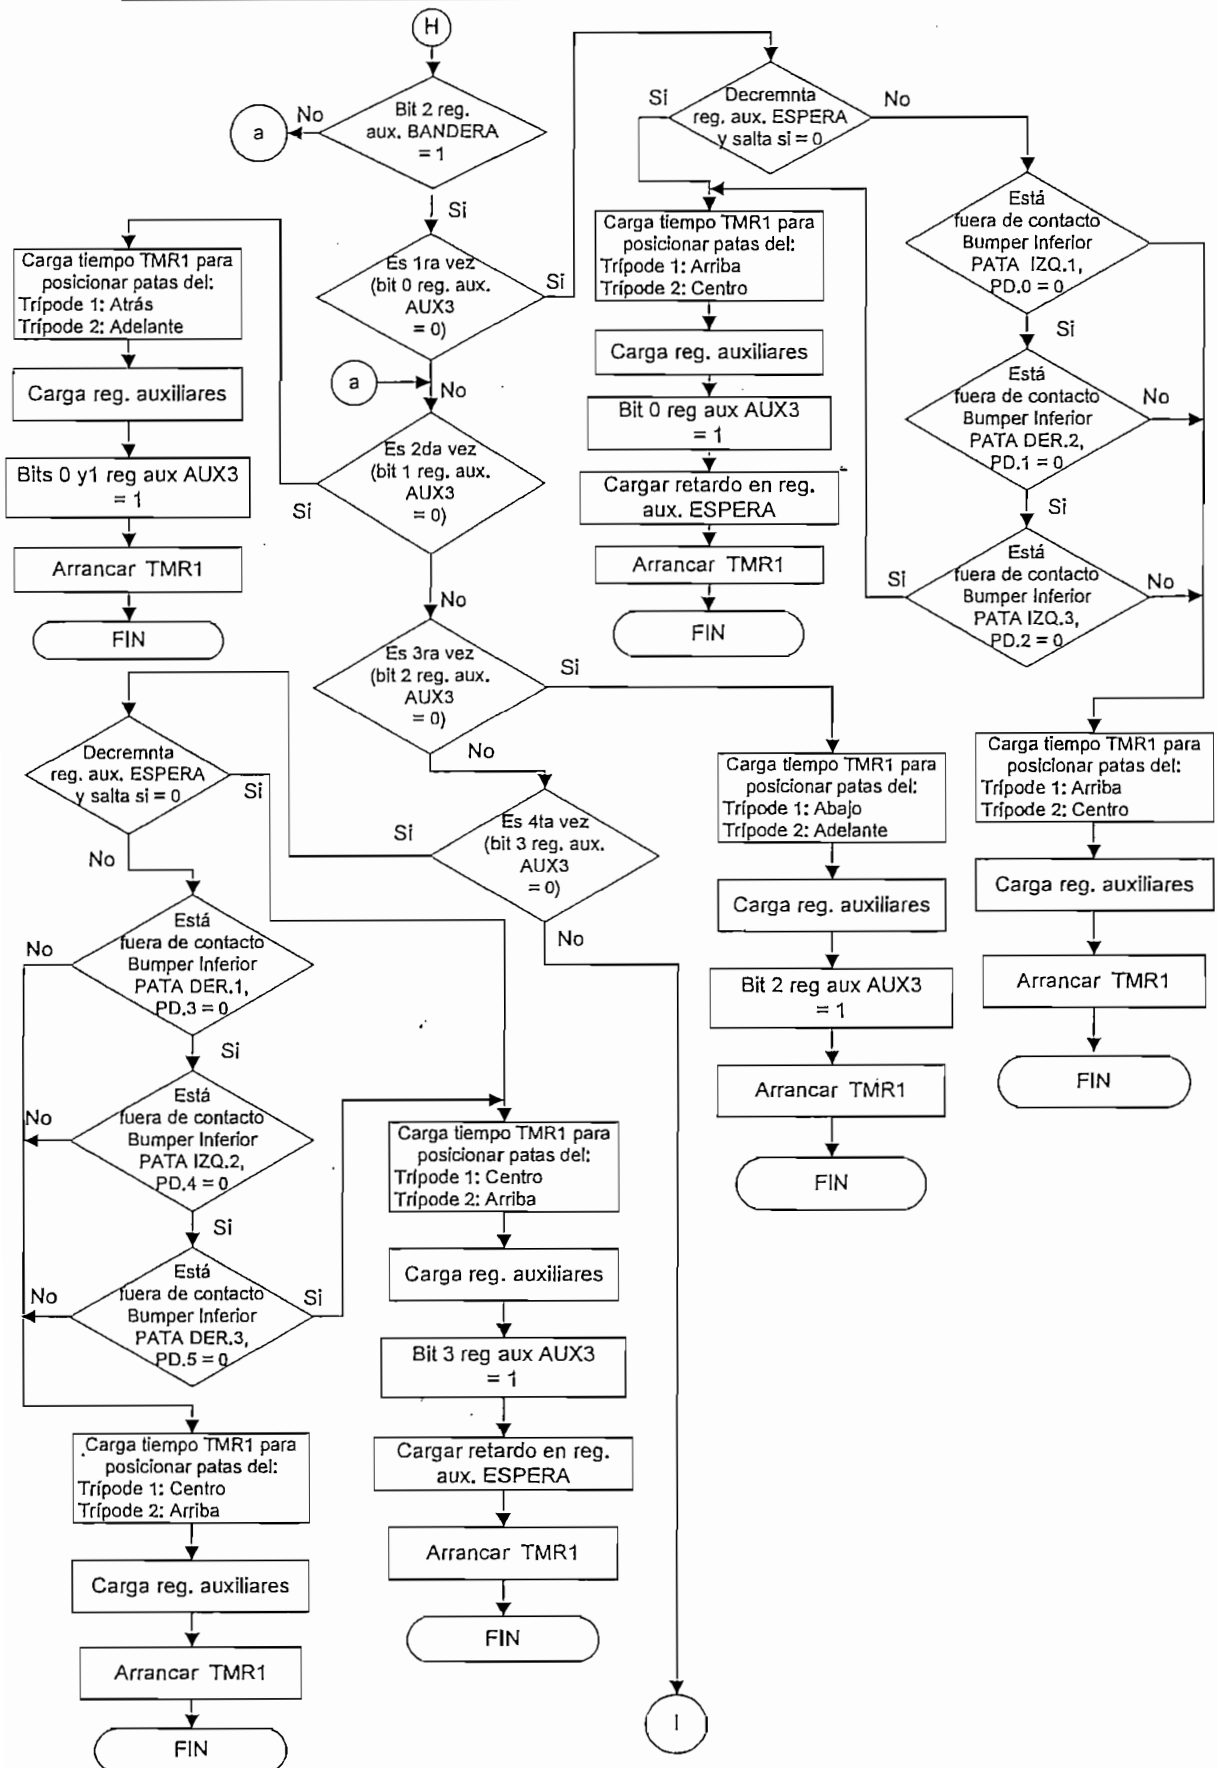 H
No
a
Bit 2 reg.
aux. BANDERA
= 1
Si
Es 1ra vez
(bit 0 reg. aux.
AUX3
= 0)
Si
a
No
Es 2da vez
(bit 1 reg. aux.
AUX3
= 0)
Si
No
Es 3ra vez
(bit 2 reg. aux.
AUX3
= 0)
Si
No
Es 4ta vez
(bit 3 reg. aux.
AUX3
= 0)
Si
No
I
Carga tiempo TMR1 para
posicionar patas del:
Trípode 1: Atrás
Trípode 2: Adelante
Carga reg. auxiliares
Bits 0 y1 reg aux AUX3
= 1
Arrancar TMR1
FIN
Si
Decremnta
reg. aux. ESPERA
y salta si = 0
No
Carga tiempo TMR1 para
posicionar patas del:
Trípode 1: Arriba
Trípode 2: Centro
Carga reg. auxiliares
Bit 0 reg aux AUX3
= 1
Cargar retardo en reg.
aux. ESPERA
Arrancar TMR1
FIN
Está
fuera de contacto
Bumper Inferior
PATA IZQ.1,
PD.0 = 0
Si
Está
fuera de contacto
Bumper Inferior
PATA DER.2,
PD.1 = 0
No
Si
Está
fuera de contacto
Bumper Inferior
PATA IZQ.3,
PD.2 = 0
Si
No
Carga tiempo TMR1 para
posicionar patas del:
Trípode 1: Arriba
Trípode 2: Centro
Carga reg. auxiliares
Arrancar TMR1
FIN
Carga tiempo TMR1 para
posicionar patas del:
Trípode 1: Abajo
Trípode 2: Adelante
Carga reg. auxiliares
Bit 2 reg aux AUX3
= 1
Arrancar TMR1
FIN
Decremnta
reg. aux. ESPERA
y salta si = 0
Si
No
Está
fuera de contacto
Bumper Inferior
PATA DER.1,
PD.3 = 0
No
Si
Está
fuera de contacto
Bumper Inferior
PATA IZQ.2,
PD.4 = 0
No
Si
Está
fuera de contacto
Bumper Inferior
PATA DER.3,
PD.5 = 0
No
Si
Carga tiempo TMR1 para
posicionar patas del:
Trípode 1: Centro
Trípode 2: Arriba
Carga reg. auxiliares
Bit 3 reg aux AUX3
= 1
Cargar retardo en reg.
aux. ESPERA
Arrancar TMR1
FIN
Carga tiempo TMR1 para
posicionar patas del:
Trípode 1: Centro
Trípode 2: Arriba
Carga reg. auxiliares
Arrancar TMR1
FIN